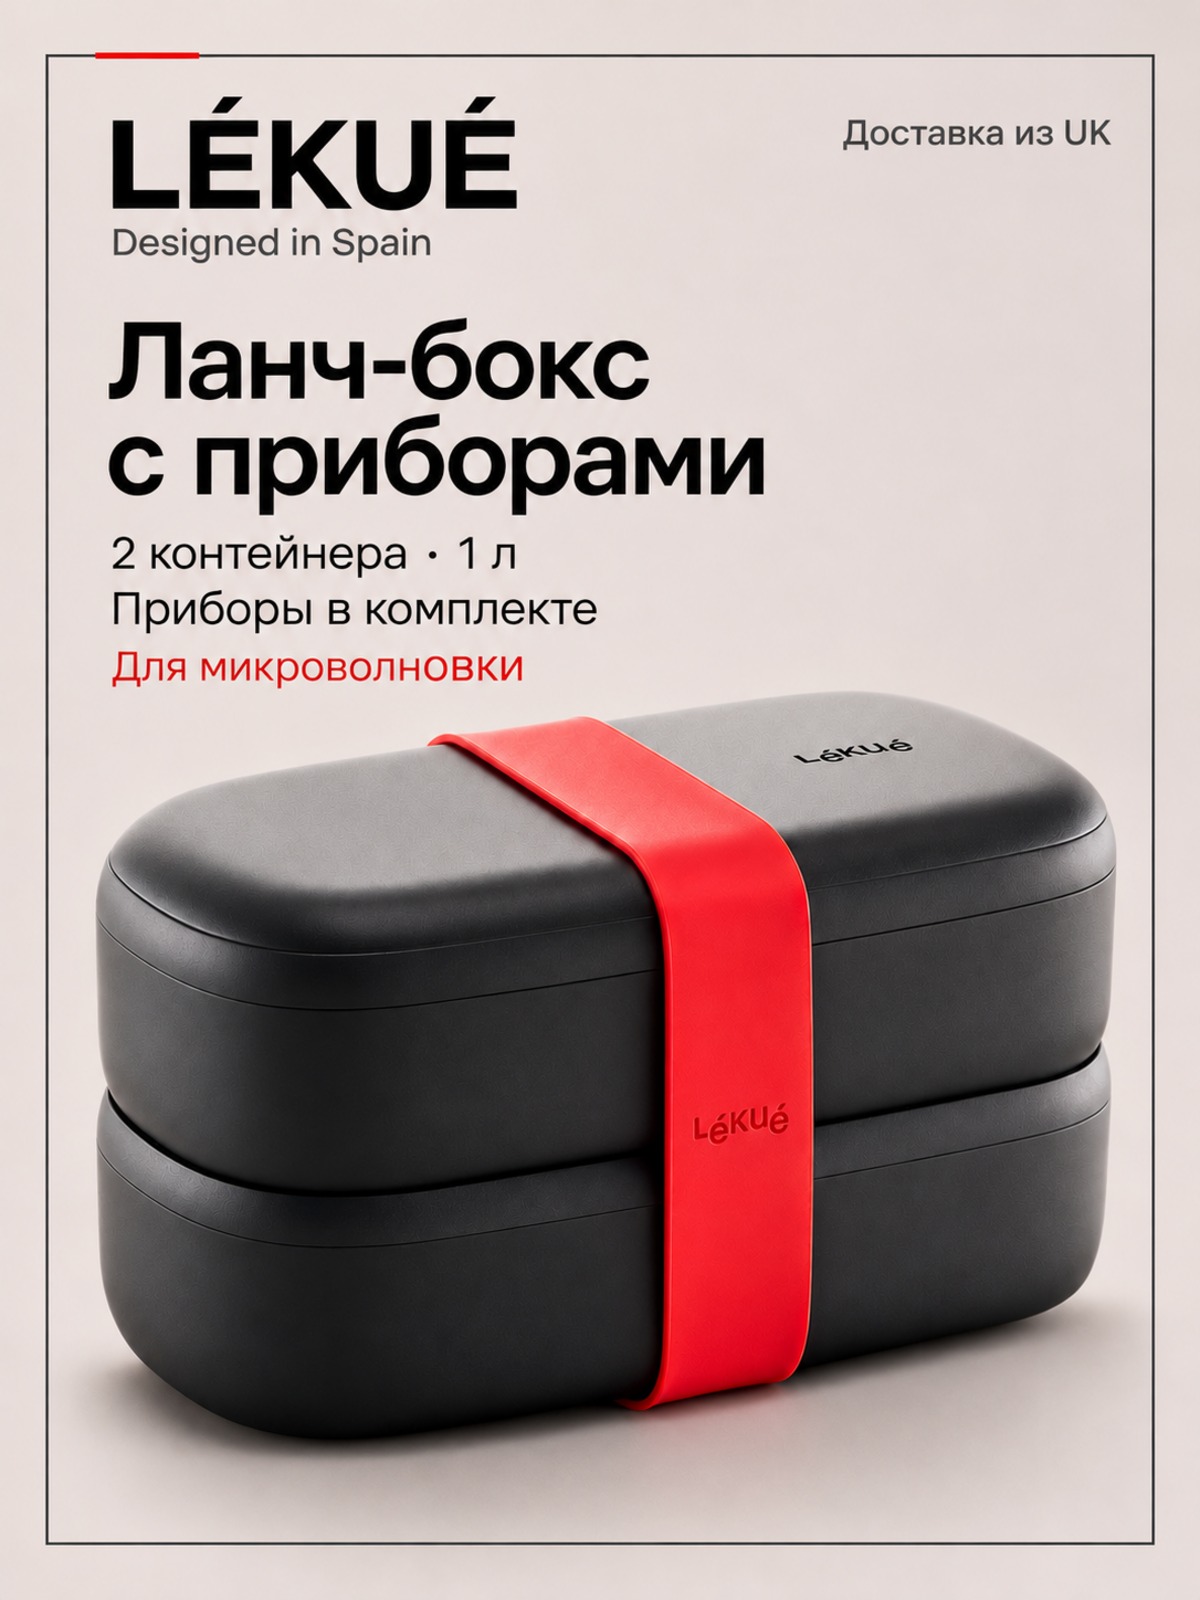 LÉKUÉ
Designed in Spain
Доставка из UK
Ланч-бокс
с приборами
2 контейнера · 1 л
Приборы в комплекте
Для микроволновки
Lékué
Lékué